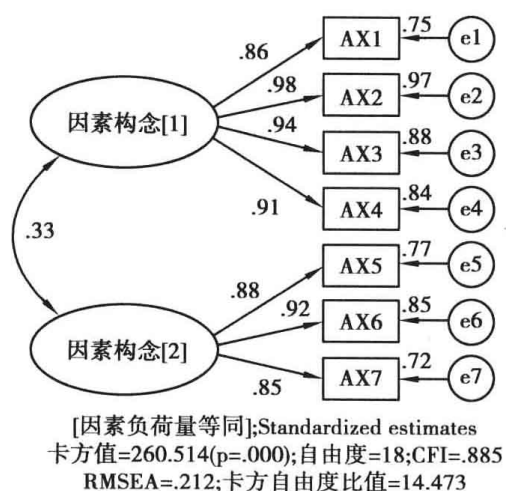 .75
.86 AX1 e1
.98 .97
AX2 e2
因素构念[1] .94 .88
AX3 e3
.84
.91 AX4 e4
.33 .77
.88 AX5 e5
.92 .85
AX6 e6
因素构念[2] .72
.85 AX7 e7
[因素负荷量等同];Standardized estimates
卡方值=260.514(p=.000);自由度=18;CFI=.885
RMSEA=.212;卡方自由度比值=14.473